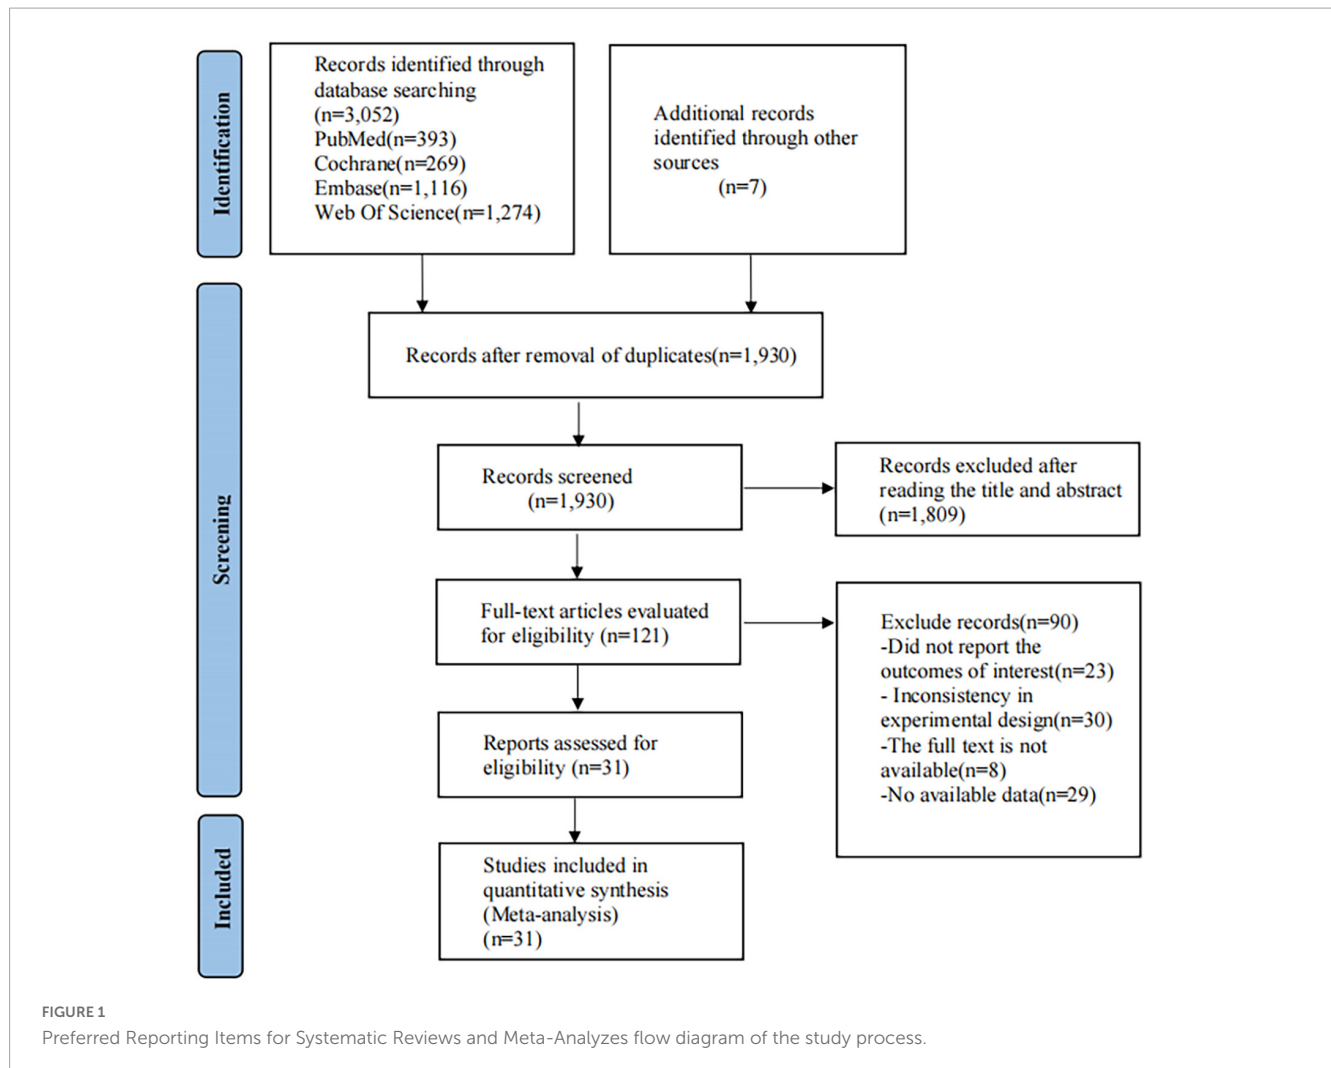 Identification
Records identified through
database searching
(n=3,052)
PubMed(n=393)
Cochrane(n=269)
Embase(n=1,116)
Web Of Science(n=1,274)
Additional records
identified through other
sources
(n=7)
Screening
Records after removal of duplicates(n=1,930)
Records screened
(n=1,930)
Records excluded after
reading the title and abstract
(n=1,809)
Full-text articles evaluated
for eligibility (n=121)
Exclude records(n=90)
-Did not report the
outcomes of interest(n=23)
- Inconsistency in
experimental design(n=30)
-The full text is not
available(n=8)
-No available data(n=29)
Reports assessed for
eligibility (n=31)
Included
Studies included in
quantitative synthesis
(Meta-analysis)
(n=31)
FIGURE 1
Preferred Reporting Items for Systematic Reviews and Meta-Analyzes flow diagram of the study process.